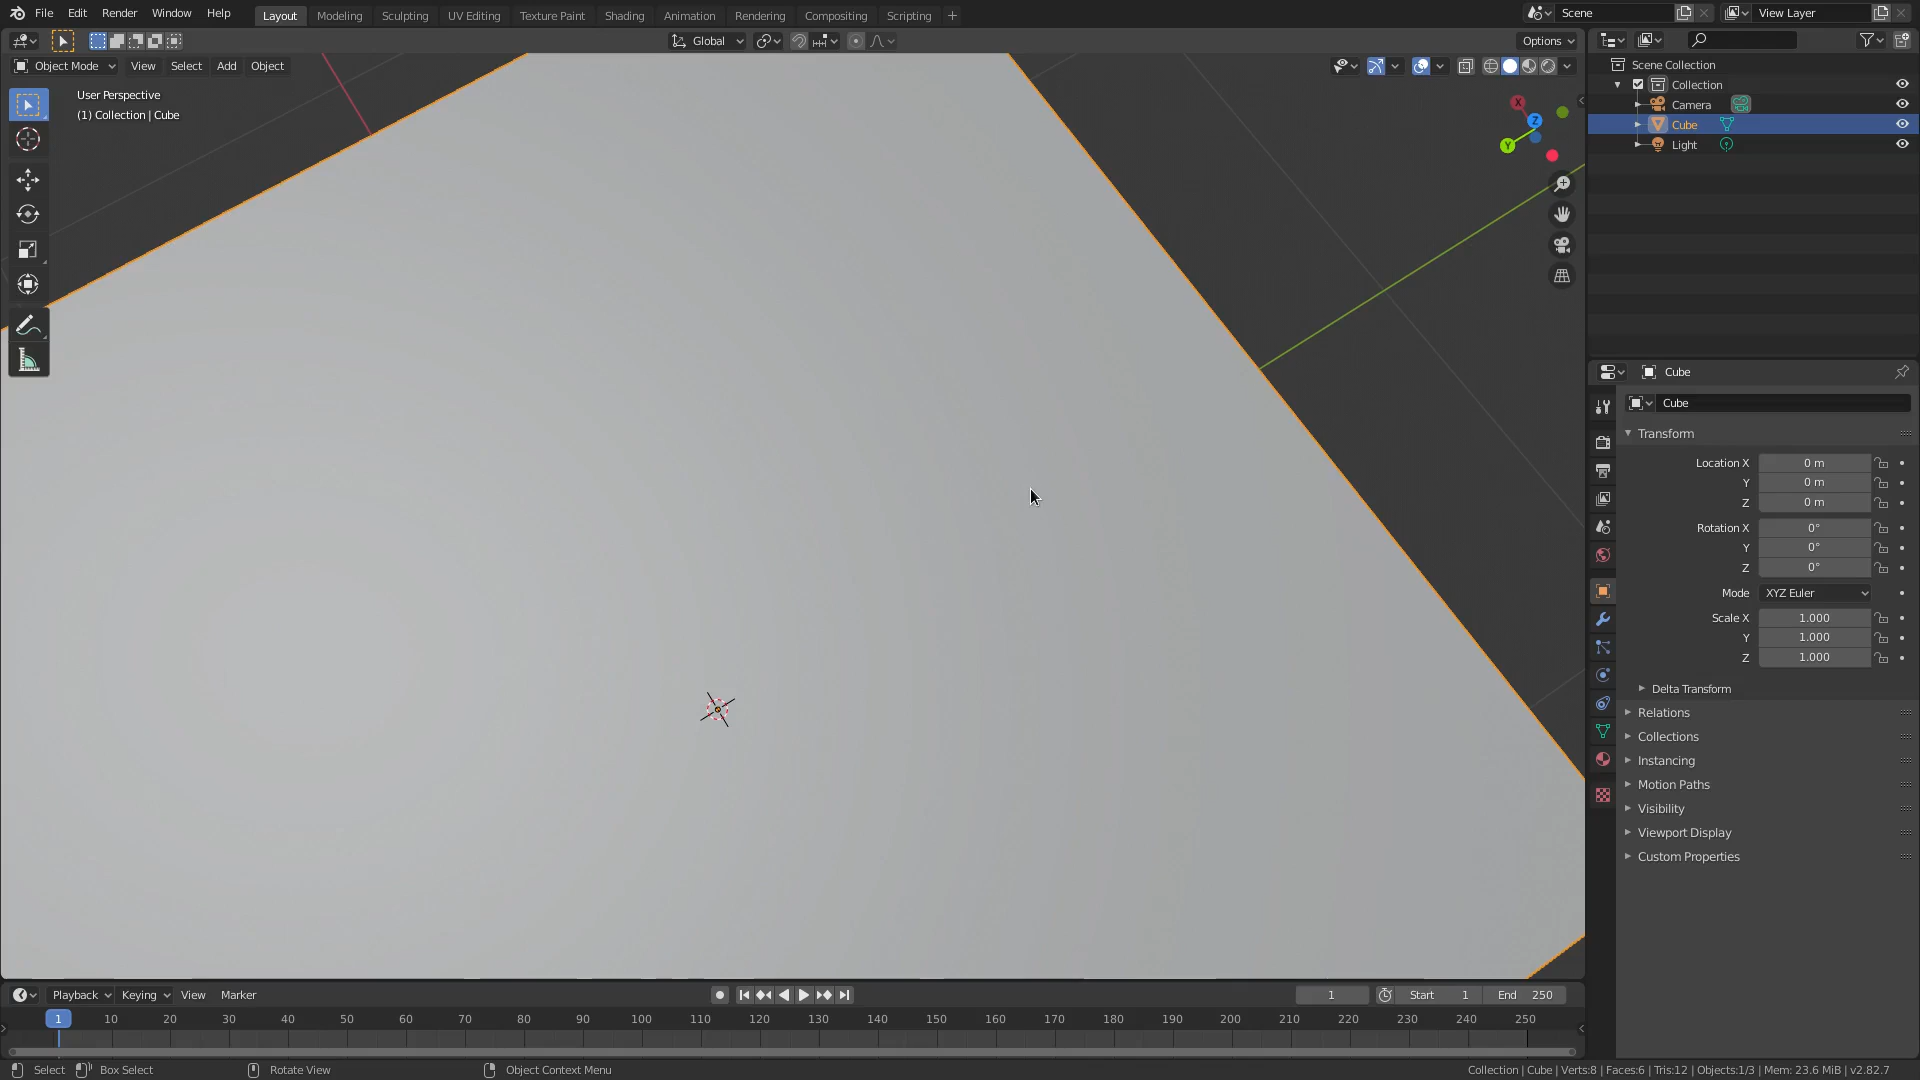 File Edit Render Window Help Layout Modeling Sculpting UV Editing Texture Paint Shading Animation Rendering Compositing Scripting + Scene View Layer
Global Options
Object Mode View Select Add Object
User Perspective
(1) Collection | Cube
X
Z
Y
Scene Collection
Collection
Camera
Cube
Light
Cube
Cube
Transform
Location X 0 m
Y 0 m
Z 0 m
Rotation X 0°
Y 0°
Z 0°
Mode XYZ Euler
Scale X 1.000
Y 1.000
Z 1.000
Delta Transform
Relations
Collections
Instancing
Motion Paths
Visibility
Viewport Display
Custom Properties
Playback Keying View Marker 1 Start 1 End 250
1 10 20 30 40 50 60 70 80 90 100 110 120 130 140 150 160 170 180 190 200 210 220 230 240 250
Select Box Select Rotate View Object Context Menu Collection | Cube | Verts:8 | Faces:6 | Tris:12 | Objects:1/3 | Mem: 23.6 MiB | v2.82.7